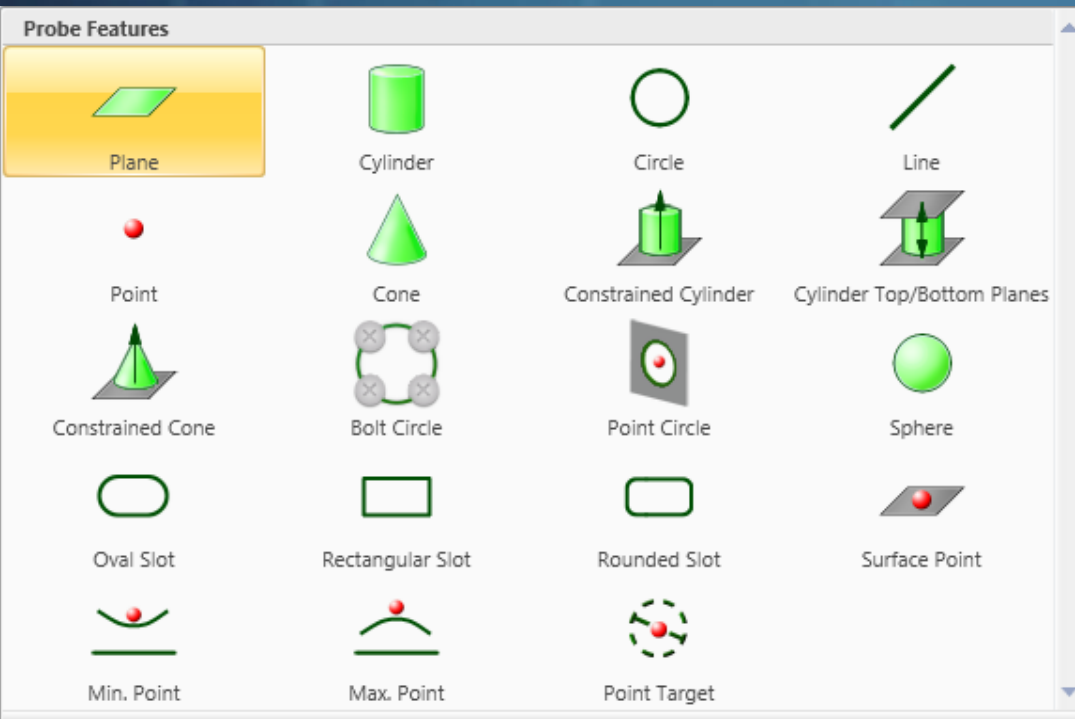 Probe Features
Plane
Cylinder
Circle
Line
Point
Cone
Constrained Cylinder
Cylinder Top/Bottom Planes
Constrained Cone
Bolt Circle
Point Circle
Sphere
Oval Slot
Rectangular Slot
Rounded Slot
Surface Point
Min. Point
Max. Point
Point Target